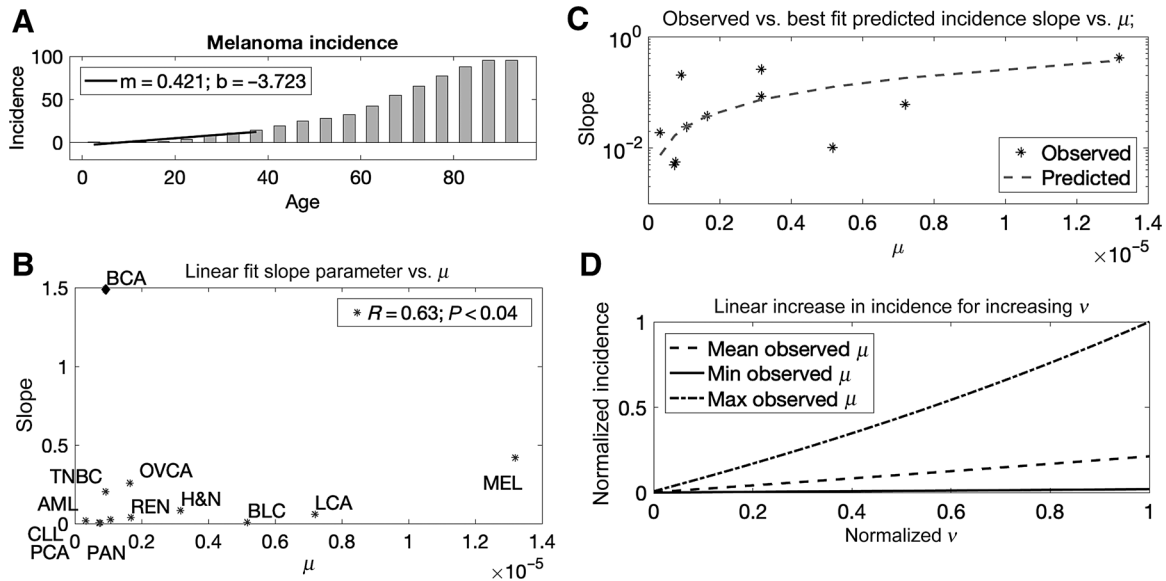 A
Melanoma incidence
100
50
0
Incidence
m = 0.421; b = −3.723
0 20 40 60 80
Age
B
Linear fit slope parameter vs. μ
1.5
1
0.5
0
Slope
R = 0.63; P < 0.04
BCA
TNBC
OVCA
AML
REN
H&N
BLC
LCA
MEL
CLL
PCA
PAN
0 0.2 0.4 0.6 0.8 1 1.2 1.4
μ
×10⁻⁵
C
Observed vs. best fit predicted incidence slope vs. μ;
10⁰
10⁻²
Slope
Observed
Predicted
0 0.2 0.4 0.6 0.8 1 1.2 1.4
μ
×10⁻⁵
D
Linear increase in incidence for increasing ν
1
0.5
0
Normalized incidence
Mean observed μ
Min observed μ
Max observed μ
0 0.2 0.4 0.6 0.8 1
Normalized ν